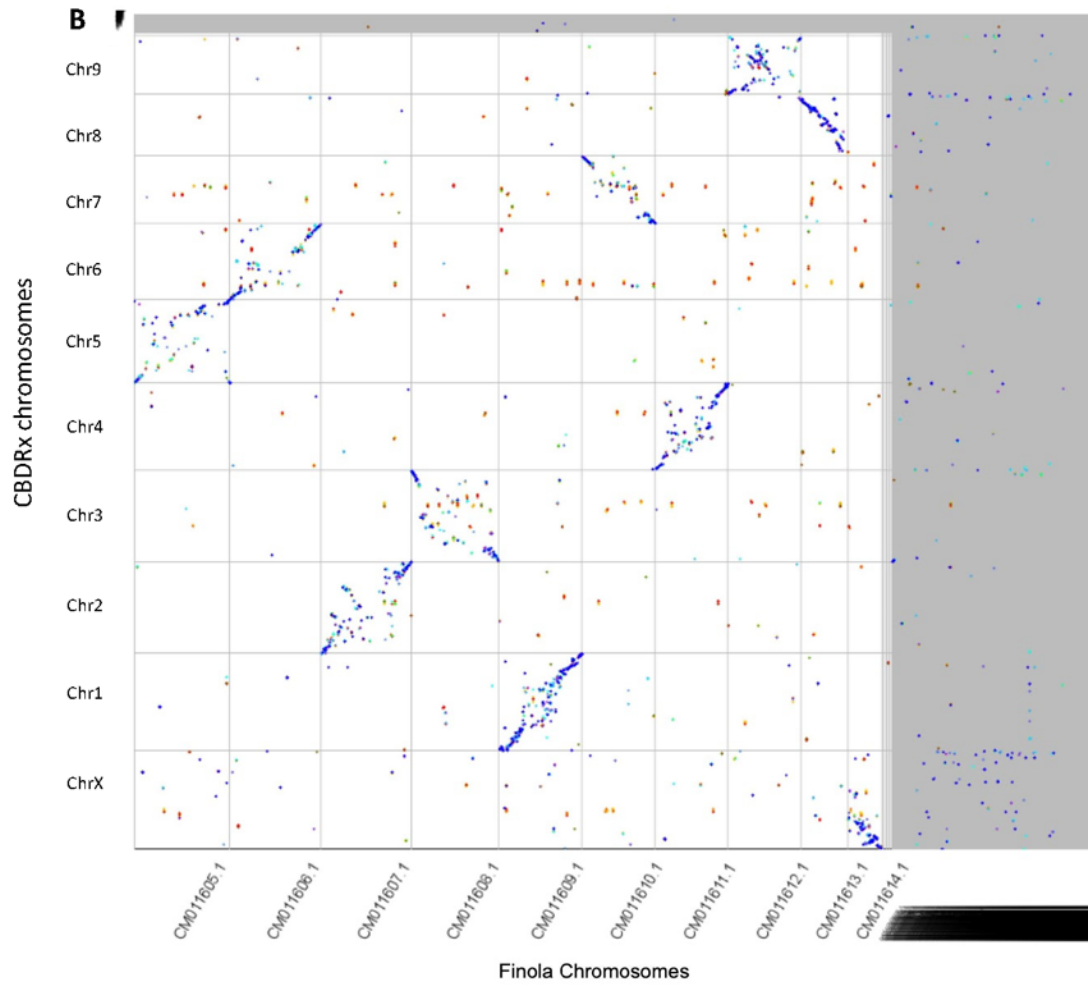 B
Chr9
Chr8
Chr7
Chr6
Chr5
Chr4
Chr3
Chr2
Chr1
ChrX
CBDRx chromosomes
CM011605.1
CM011606.1
CM011607.1
CM011608.1
CM011609.1
CM011610.1
CM011611.1
CM011612.1
CM011613.1
CM011614.1
Finola Chromosomes